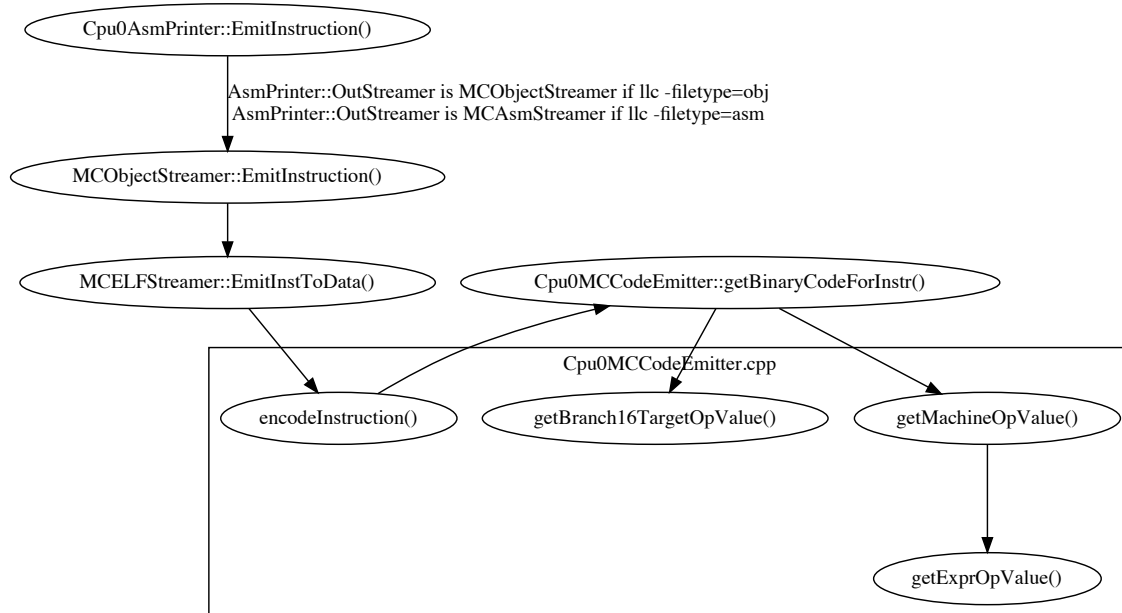 Cpu0AsmPrinter::EmitInstruction()
AsmPrinter::OutStreamer is MCObjectStreamer if llc -filetype=obj
AsmPrinter::OutStreamer is MCAsmStreamer if llc -filetype=asm
MCObjectStreamer::EmitInstruction()
MCELFStreamer::EmitInstToData()
Cpu0MCCodeEmitter::getBinaryCodeForInstr()
Cpu0MCCodeEmitter.cpp
encodeInstruction()
getBranch16TargetOpValue()
getMachineOpValue()
getExprOpValue()